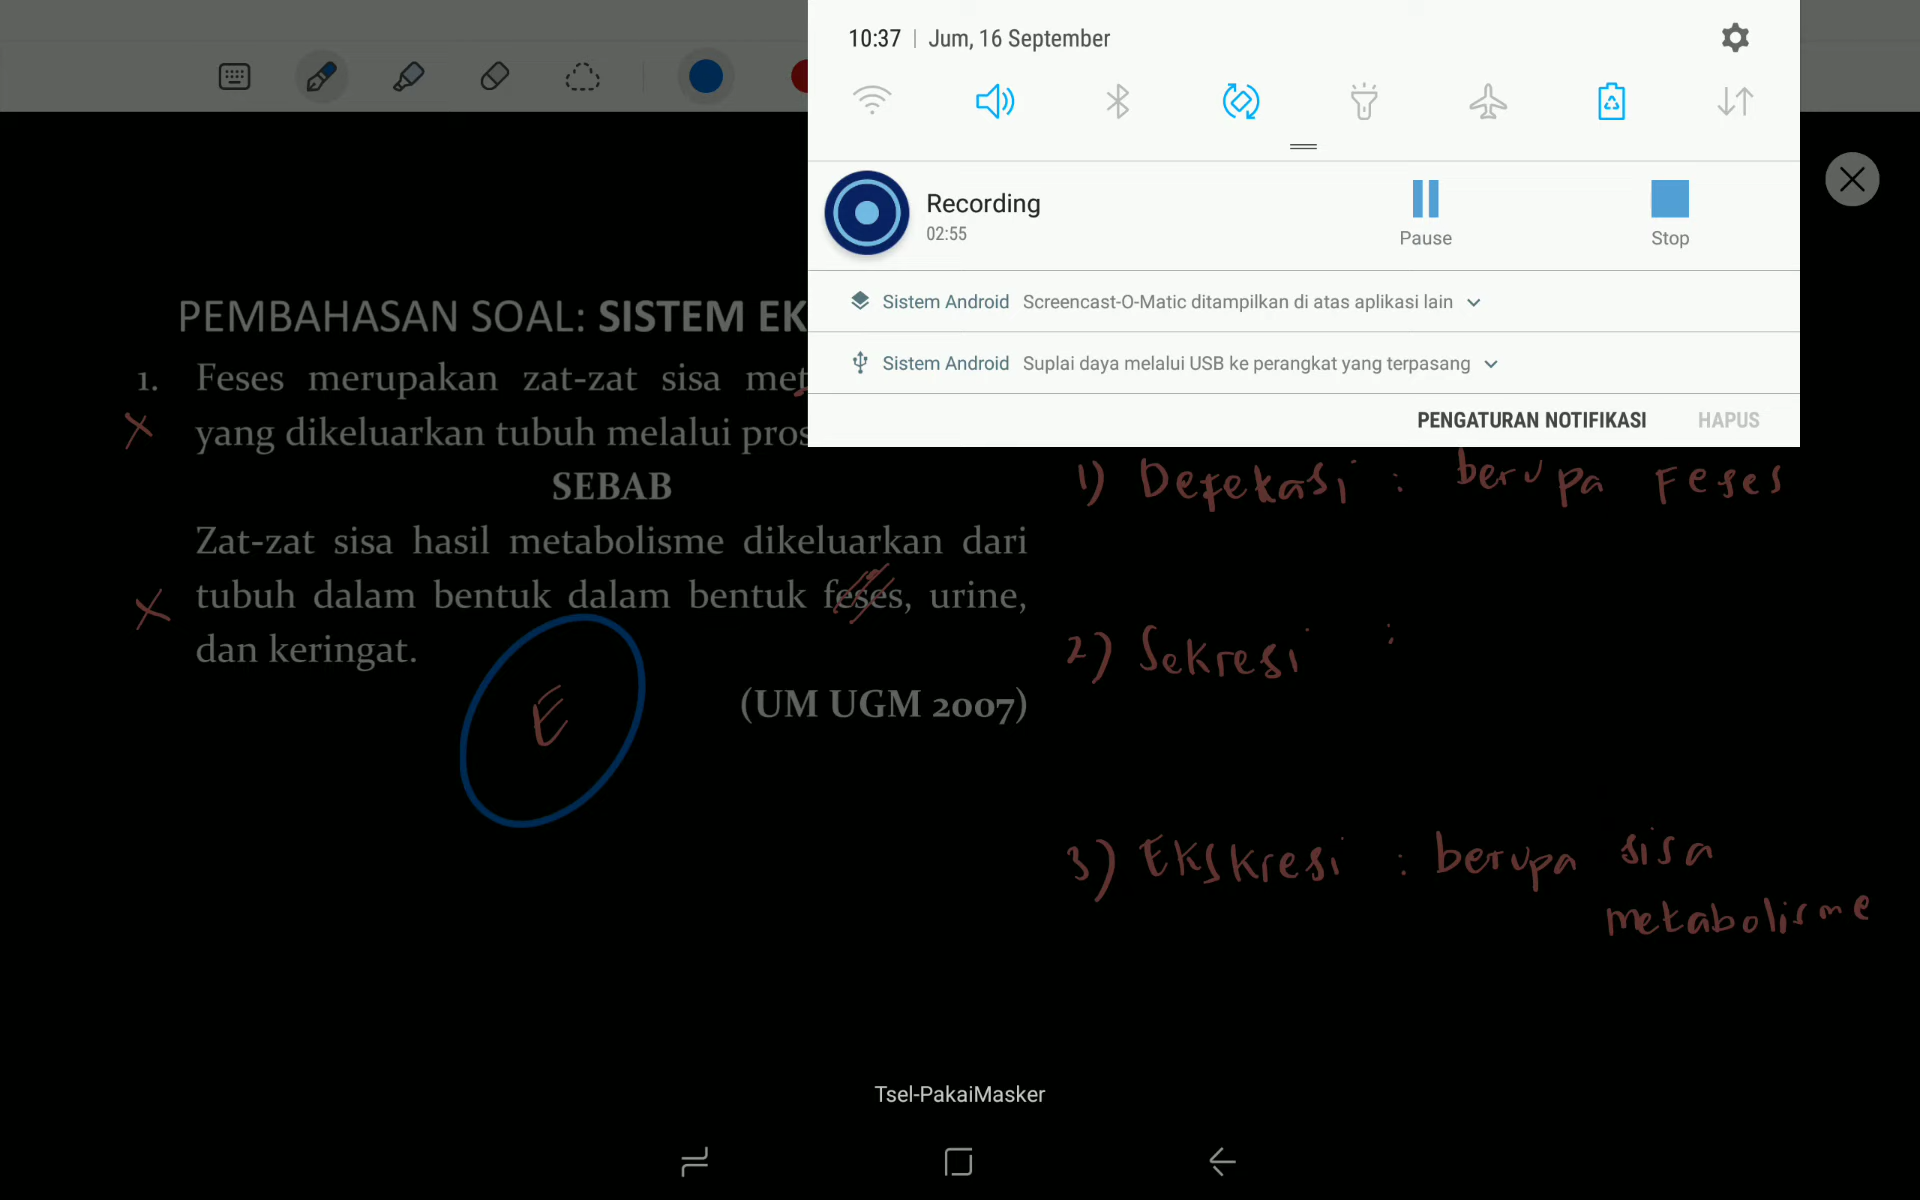 10:37 | Jum, 16 September
Recording
02:55
Pause
Stop
Sistem Android Screencast-O-Matic ditampilkan di atas aplikasi lain
Sistem Android Suplai daya melalui USB ke perangkat yang terpasang
PENGATURAN NOTIFIKASI HAPUS
PEMBAHASAN SOAL: SISTEM EK
1. Feses merupakan zat-zat sisa met
yang dikeluarkan tubuh melalui pros
SEBAB
Zat-zat sisa hasil metabolisme dikeluarkan dari
tubuh dalam bentuk dalam bentuk feses, urine,
dan keringat.
(UM UGM 2007)
E
1) Defekasi : berupa Feses
2) Sekresi :
3) Ekskresi : berupa sisa
metabolisme
Tsel-PakaiMasker